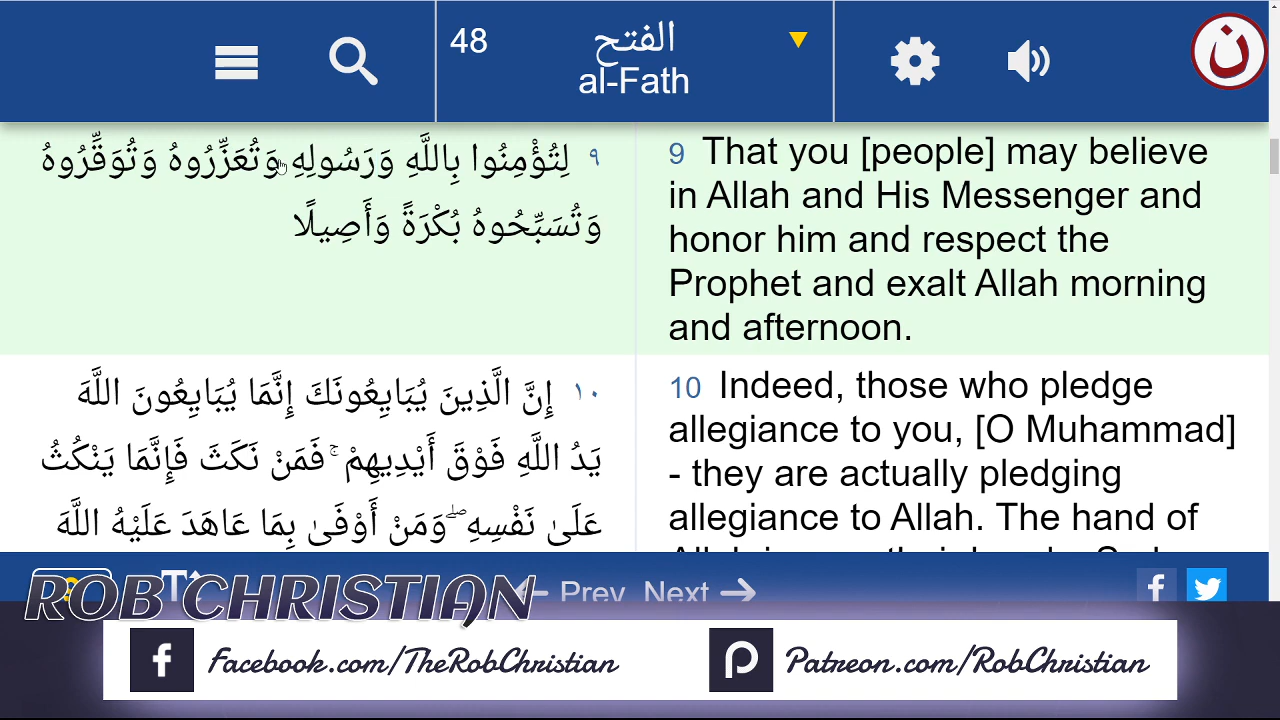 48
الفتح
al-Fath
ن
٩ لِتُؤْمِنُوا بِاللَّهِ وَرَسُولِهِ وَتُعَزِّرُوهُ وَتُوَقِّرُوهُ
وَتُسَبِّحُوهُ بُكْرَةً وَأَصِيلًا
9 That you [people] may believe
in Allah and His Messenger and
honor him and respect the
Prophet and exalt Allah morning
and afternoon.
١٠ إِنَّ الَّذِينَ يُبَايِعُونَكَ إِنَّمَا يُبَايِعُونَ اللَّهَ
يَدُ اللَّهِ فَوْقَ أَيْدِيهِمْ ۚ فَمَنْ نَكَثَ فَإِنَّمَا يَنْكُثُ
عَلَىٰ نَفْسِهِ ۖ وَمَنْ أَوْفَىٰ بِمَا عَاهَدَ عَلَيْهُ اللَّهَ
10 Indeed, those who pledge
allegiance to you, [O Muhammad]
- they are actually pledging
allegiance to Allah. The hand of
Prev Next
ROB CHRISTIAN
Facebook.com/TheRobChristian
Patreon.com/RobChristian